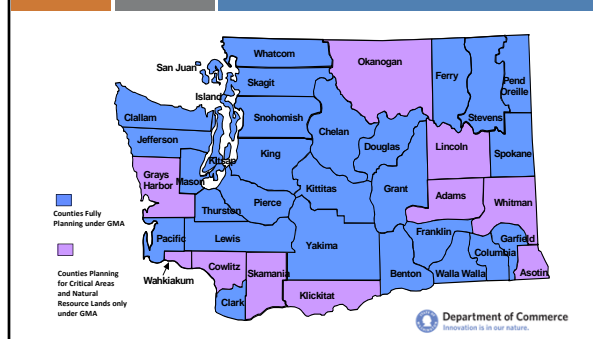 Whatcom
San Juan
Okanogan
Ferry
Pend
Oreille
Skagit
Island
Stevens
Clallam
Snohomish
Chelan
Jefferson
Douglas
Lincoln
Spokane
King
Kitsap
Grays
Harbor
Mason
Kittitas
Grant
Adams
Whitman
Pierce
Thurston
Counties Fully
Planning under GMA
Pacific
Lewis
Yakima
Franklin
Garfield
Columbia
Cowlitz
Skamania
Benton
Walla Walla
Asotin
Wahkiakum
Clark
Klickitat
Counties Planning
for Critical Areas
and Natural
Resource Lands only
under GMA
Department of Commerce
Innovation is in our nature.